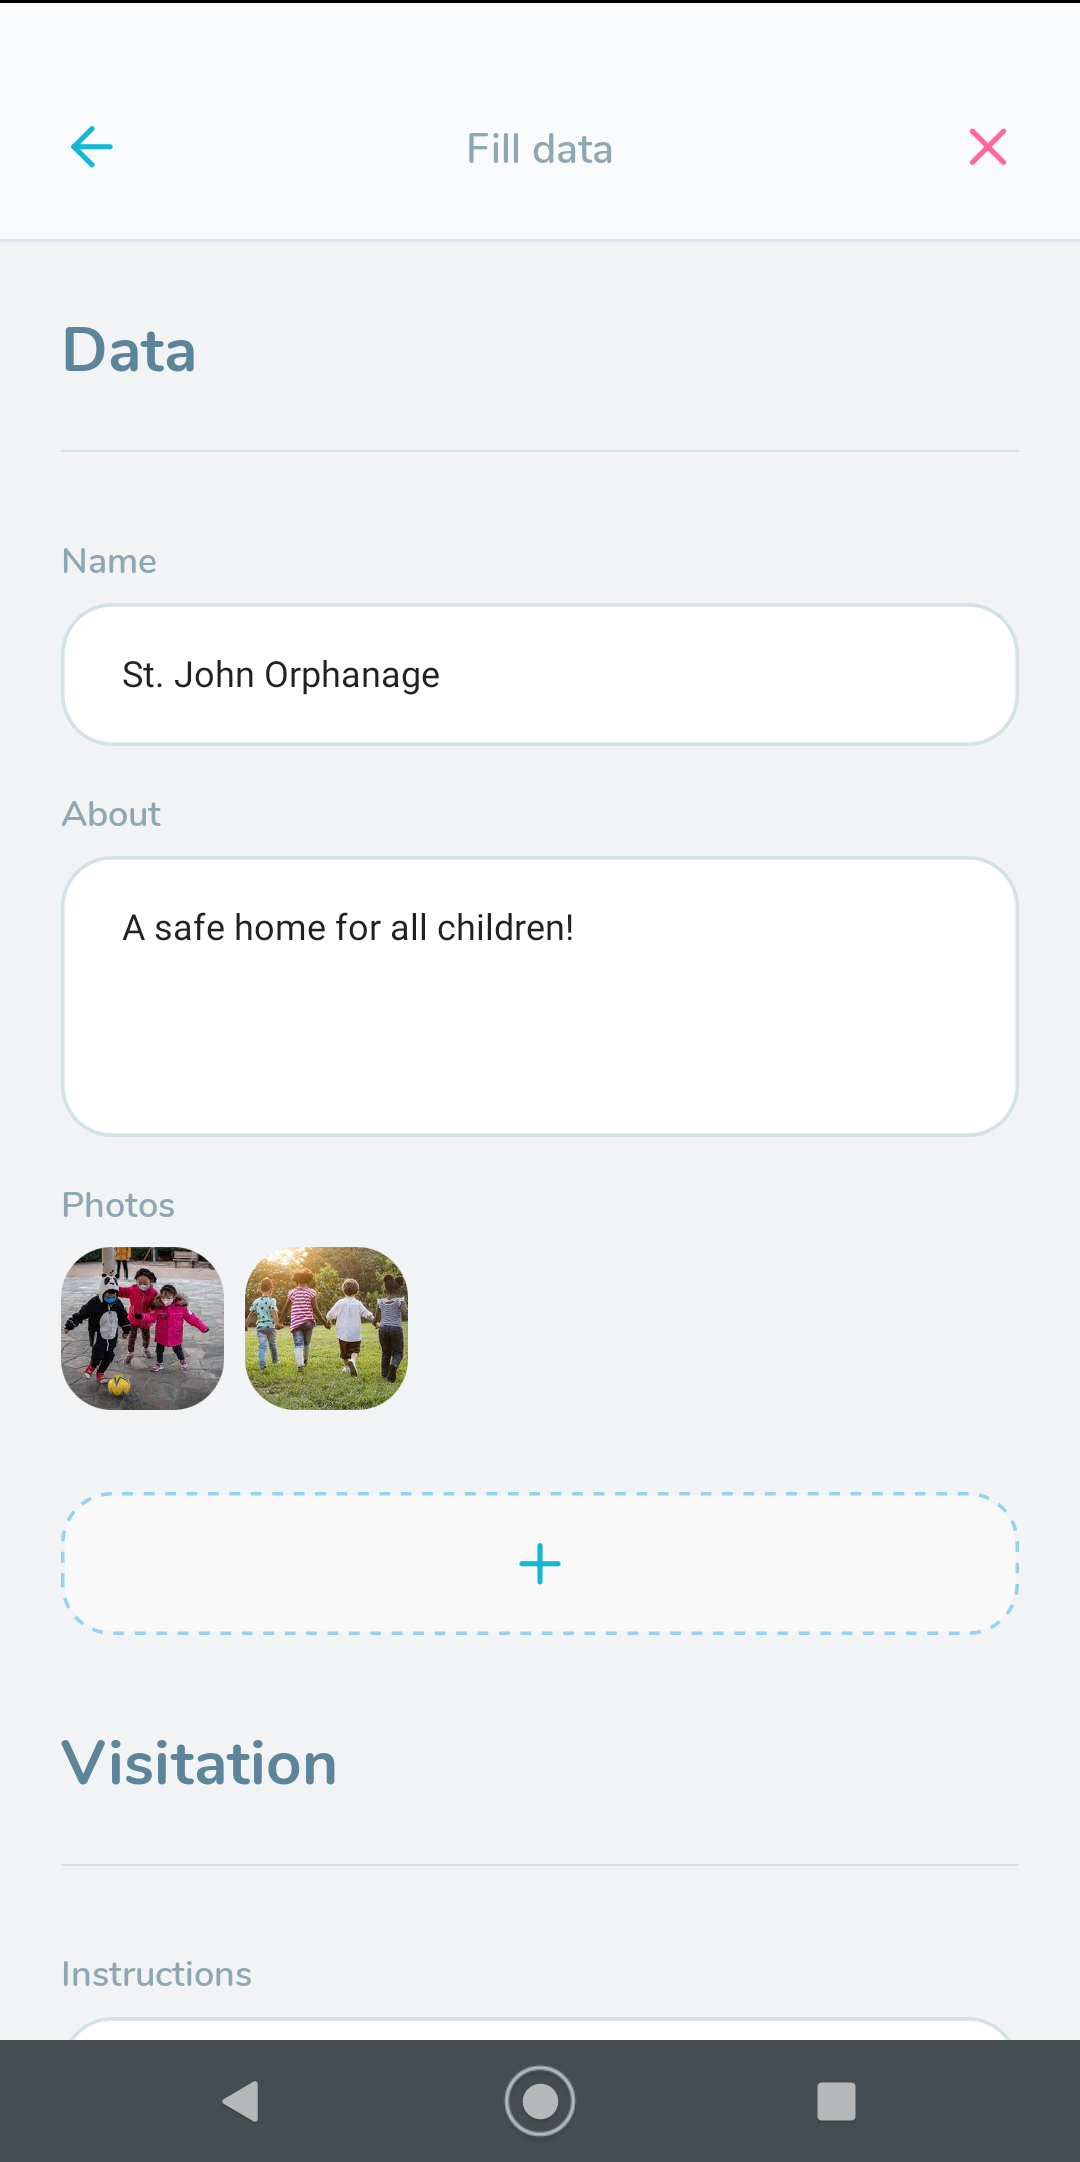 Fill data
Data
Name
St. John Orphanage
About
A safe home for all children!
Photos
Visitation
Instructions